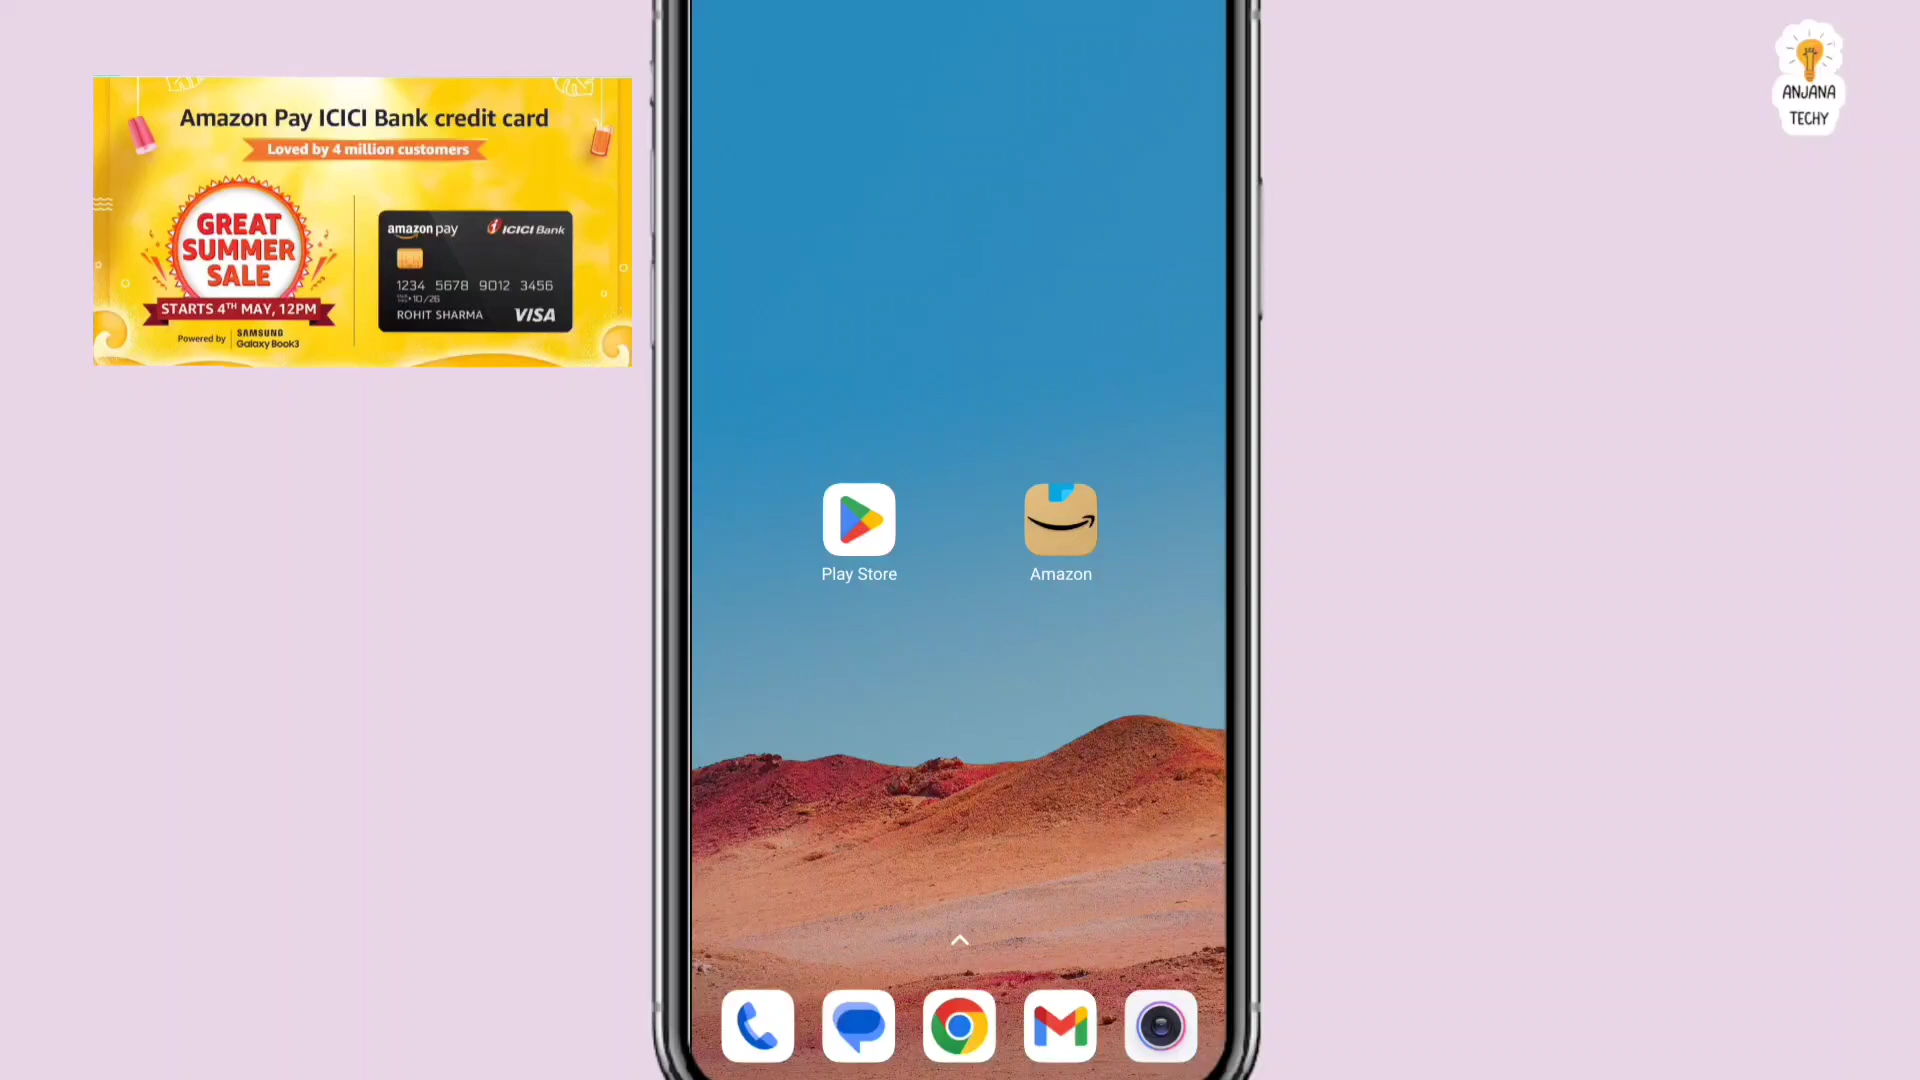 Amazon Pay ICICI Bank credit card
Loved by 4 million customers
GREAT
SUMMER
SALE
STARTS 4TH MAY, 12PM
Powered by
SAMSUNG
Galaxy Book3
amazon pay
ICICI Bank
1234 5678 9012 3456
10/26
ROHIT SHARMA
VISA
ANJANA
TECHY
Play Store
Amazon